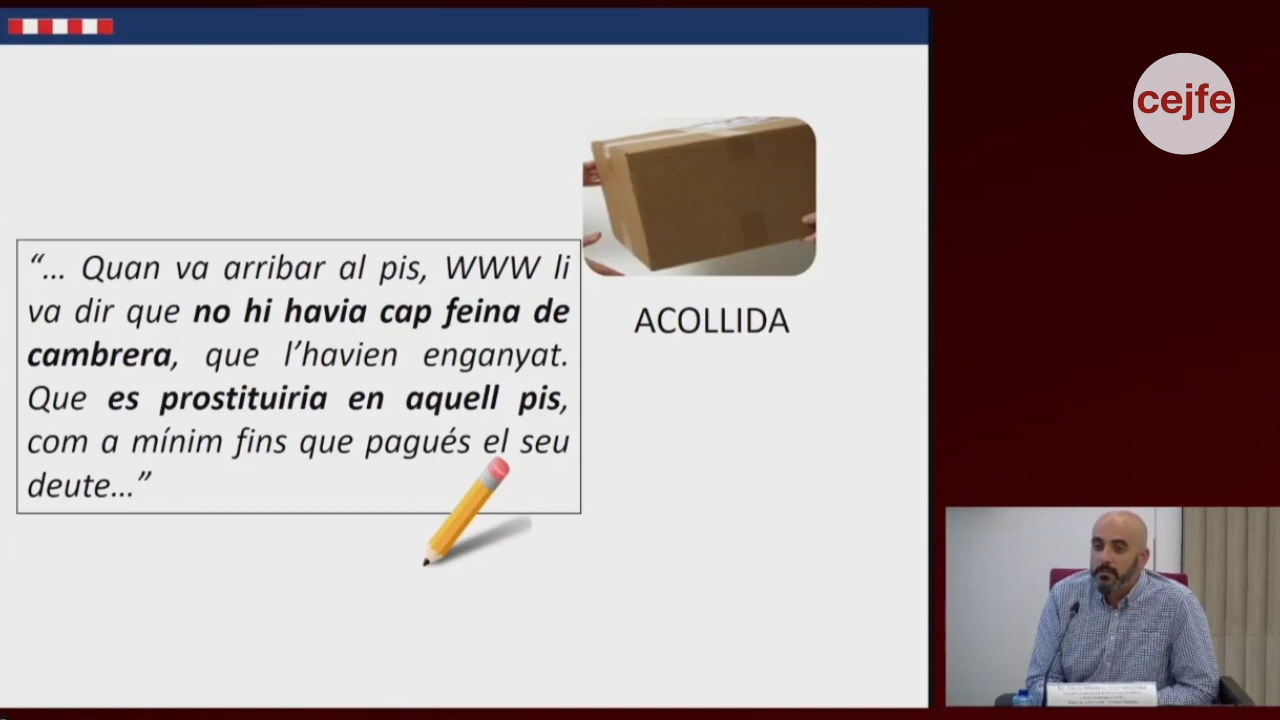 cejfe
“... Quan va arribar al pis, WWW li
va dir que no hi havia cap feina de
cambrera, que l’havien enganyat.
Que es prostituiria en aquell pis,
com a mínim fins que pagués el seu
deute...”
ACOLLIDA